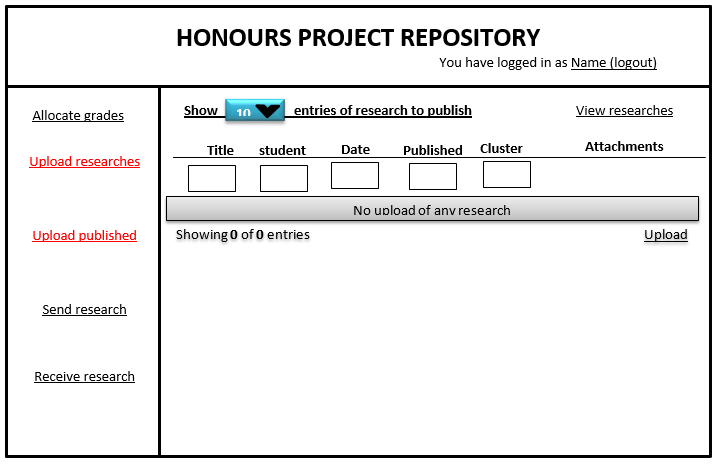 HONOURS PROJECT REPOSITORY
You have logged in as Name (logout)
Allocate grades
Upload researches
Upload published
Send research
Receive research
Show 10 entries of research to publish
View researches
Title student Date Published Cluster Attachments
No upload of any research
Showing 0 of 0 entries
Upload